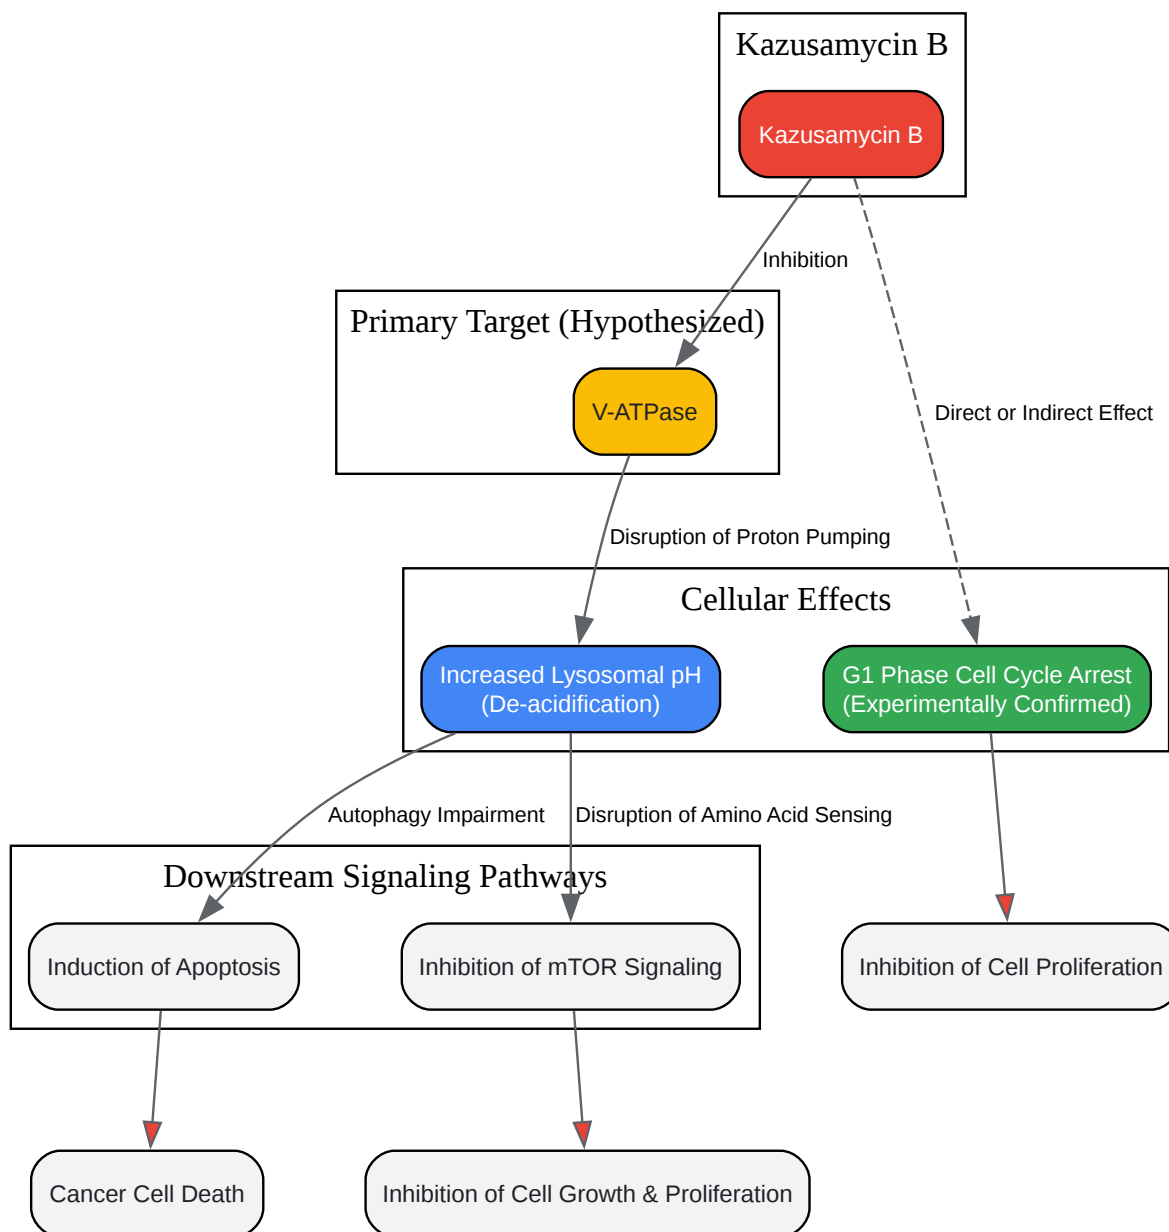 Kazusamycin B
Kazusamycin B
Inhibition
Primary Target (Hypothesized)
V-ATPase
Direct or Indirect Effect
Disruption of Proton Pumping
Cellular Effects
Increased Lysosomal pH
(De-acidification)
G1 Phase Cell Cycle Arrest
(Experimentally Confirmed)
Autophagy Impairment
Disruption of Amino Acid Sensing
Downstream Signaling Pathways
Induction of Apoptosis
Inhibition of mTOR Signaling
Inhibition of Cell Proliferation
Cancer Cell Death
Inhibition of Cell Growth & Proliferation